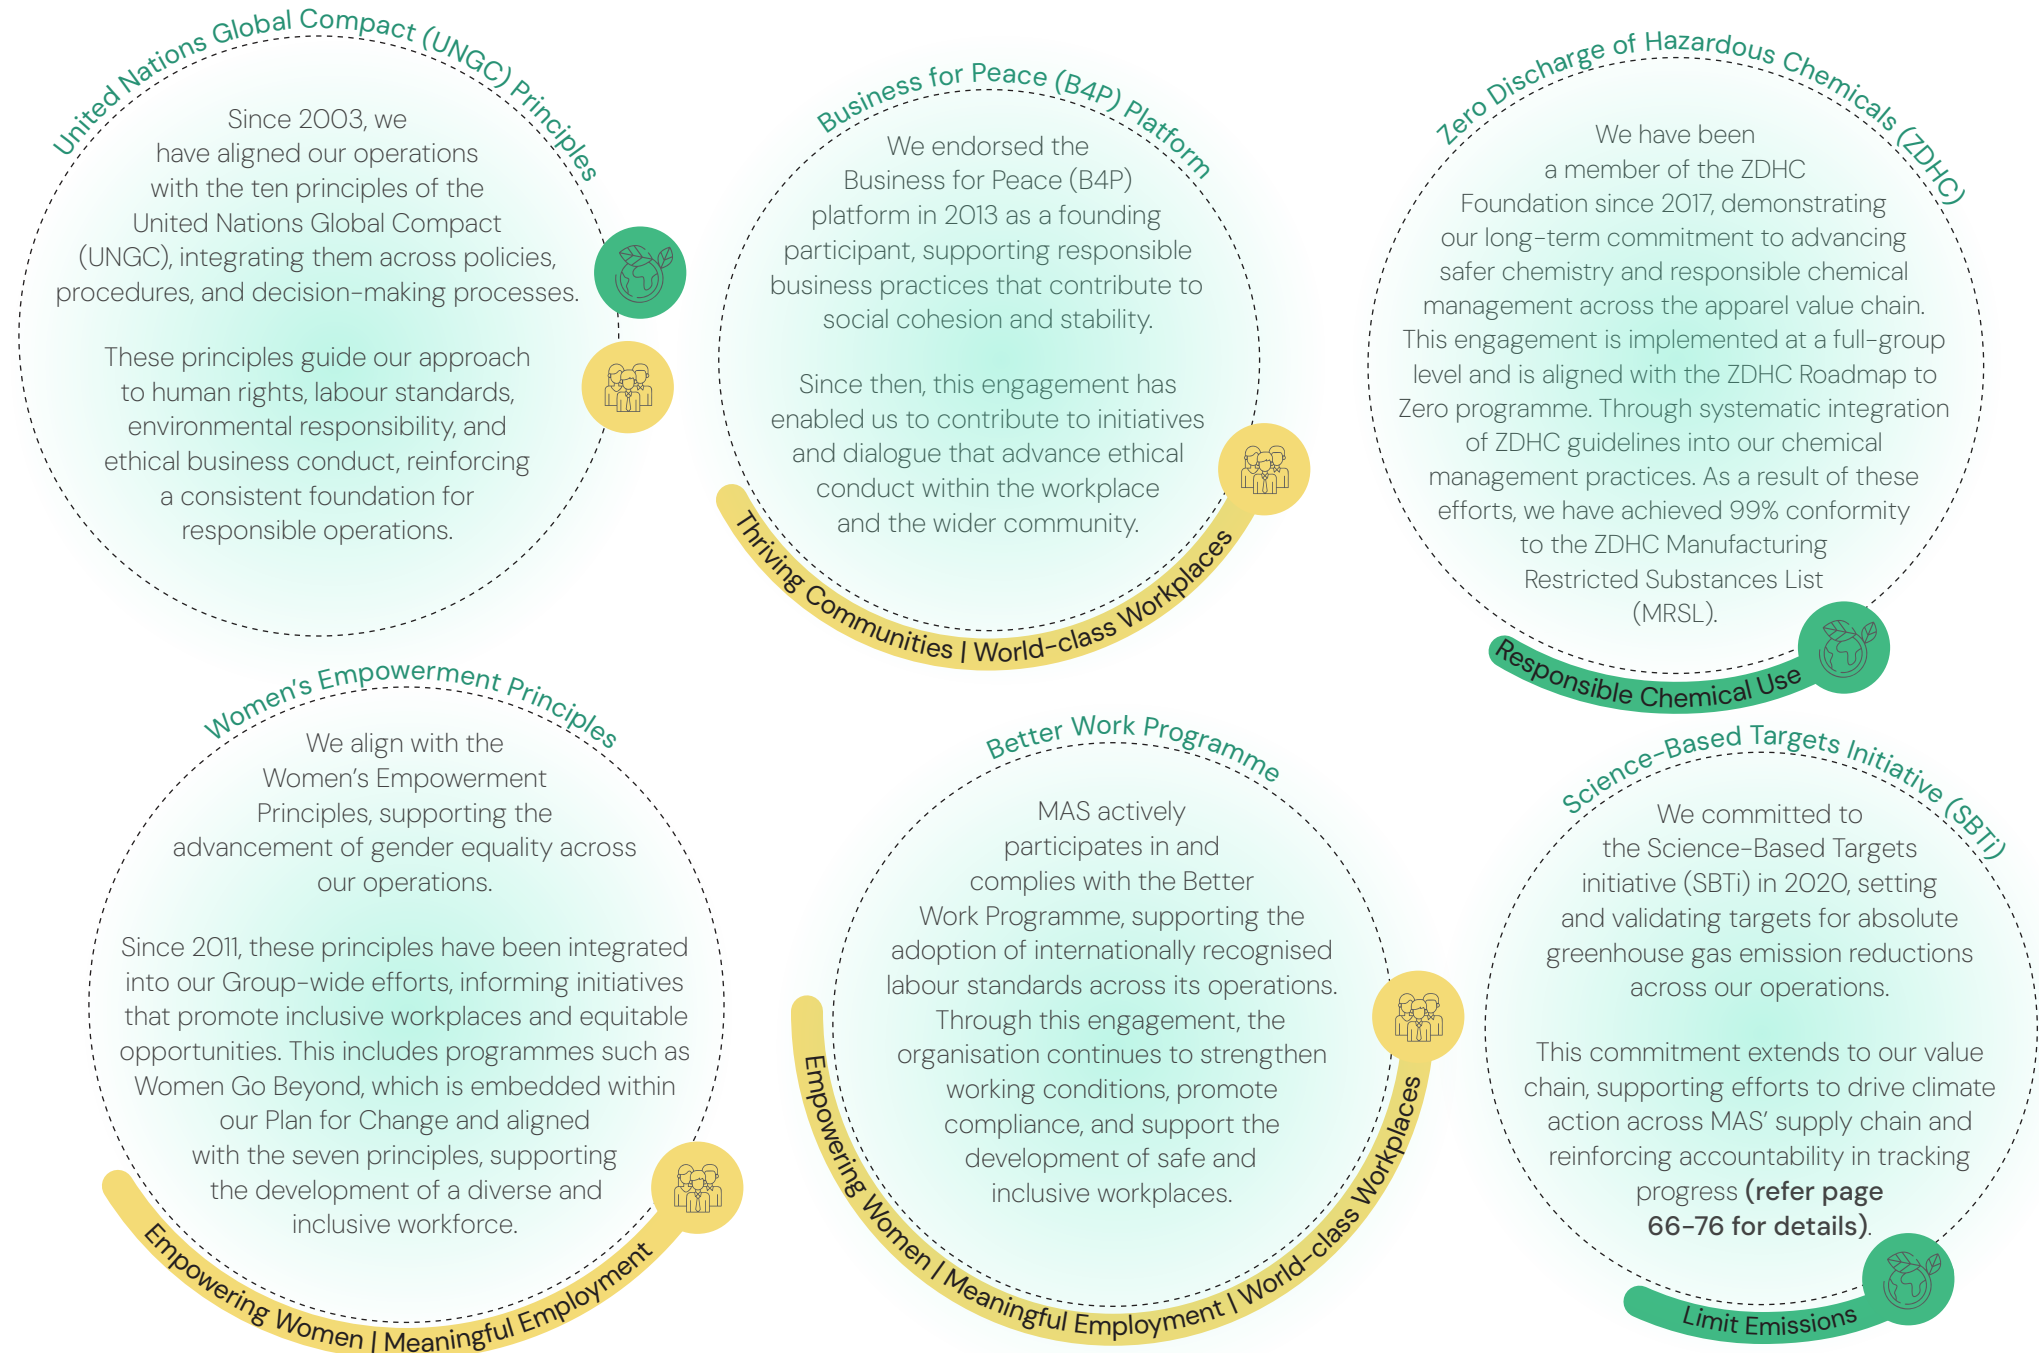 United Nations Global Compact (UNGC) Principles
Since 2003, we
have aligned our operations
with the ten principles of the
United Nations Global Compact
(UNGC), integrating them across policies,
procedures, and decision-making processes.
These principles guide our approach
to human rights, labour standards,
environmental responsibility, and
ethical business conduct, reinforcing
a consistent foundation for
responsible operations.
Business for Peace (B4P) Platform
We endorsed the
Business for Peace (B4P)
platform in 2013 as a founding
participant, supporting responsible
business practices that contribute to
social cohesion and stability.
Since then, this engagement has
enabled us to contribute to initiatives
and dialogue that advance ethical
conduct within the workplace
and the wider community.
Thriving Communities | World-class Workplaces
Zero Discharge of Hazardous Chemicals (ZDHC)
We have been
a member of the ZDHC
Foundation since 2017, demonstrating
our long-term commitment to advancing
safer chemistry and responsible chemical
management across the apparel value chain.
This engagement is implemented at a full-group
level and is aligned with the ZDHC Roadmap to
Zero programme. Through systematic integration
of ZDHC guidelines into our chemical
management practices. As a result of these
efforts, we have achieved 99% conformity
to the ZDHC Manufacturing
Restricted Substances List
(MRSL).
Responsible Chemical Use
Women's Empowerment Principles
We align with the
Women's Empowerment
Principles, supporting the
advancement of gender equality across
our operations.
Since 2011, these principles have been integrated
into our Group-wide efforts, informing initiatives
that promote inclusive workplaces and equitable
opportunities. This includes programmes such as
Women Go Beyond, which is embedded within
our Plan for Change and aligned
with the seven principles, supporting
the development of a diverse and
inclusive workforce.
Empowering Women | Meaningful Employment
Better Work Programme
MAS actively
participates in and
complies with the Better
Work Programme, supporting the
adoption of internationally recognised
labour standards across its operations.
Through this engagement, the
organisation continues to strengthen
working conditions, promote
compliance, and support the
development of safe and
inclusive workplaces.
Empowering Women | Meaningful Employment | World-class Workplaces
Science-Based Targets Initiative (SBTi)
We committed to
the Science-Based Targets
initiative (SBTi) in 2020, setting
and validating targets for absolute
greenhouse gas emission reductions
across our operations.
This commitment extends to our value
chain, supporting efforts to drive climate
action across MAS' supply chain and
reinforcing accountability in tracking
progress (refer page
66-76 for details).
Limit Emissions